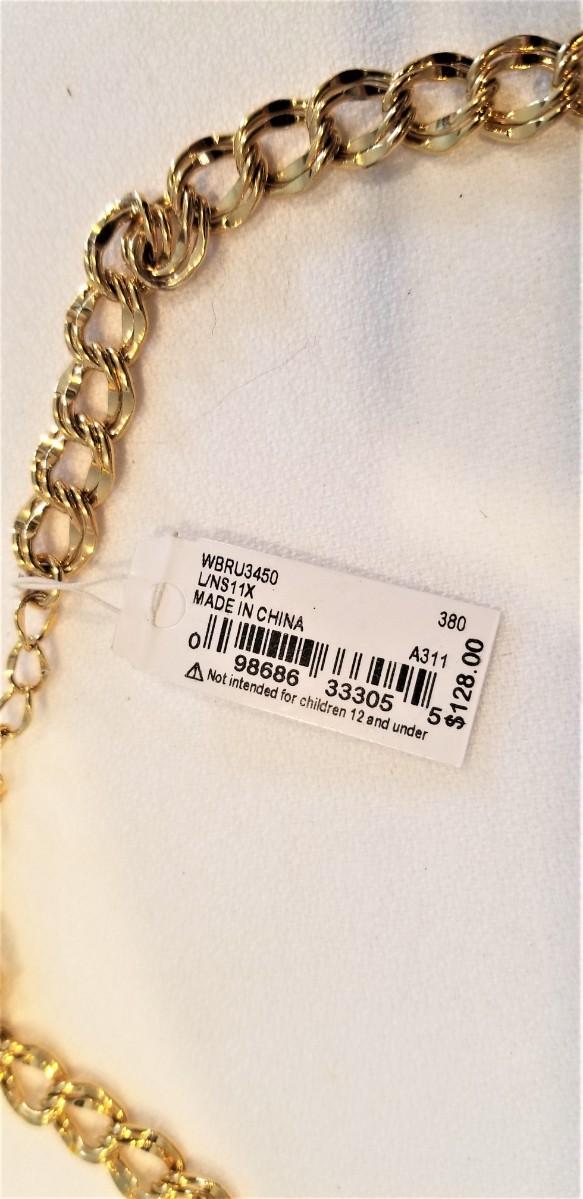 WBRU3450
L/NS11X
MADE IN CHINA
380
A311
0 98686 33305 5
⚠ Not intended for children 12 and under
$128.00